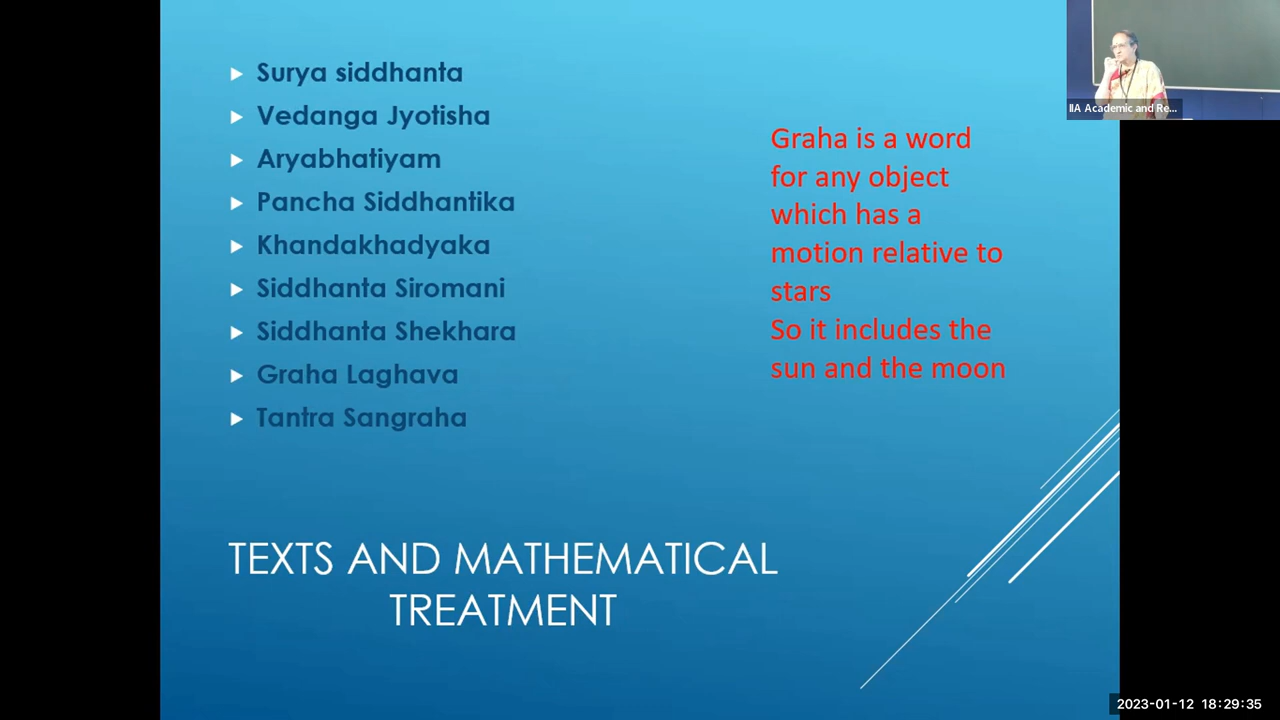 Surya siddhanta
Vedanga Jyotisha
Aryabhatiyam
Pancha Siddhantika
Khandakhadyaka
Siddhanta Siromani
Siddhanta Shekhara
Graha Laghava
Tantra Sangraha
Graha is a word
for any object
which has a
motion relative to
stars
So it includes the
sun and the moon
TEXTS AND MATHEMATICAL
TREATMENT
IIA Academic and Re...
2023-01-12 18:29:35